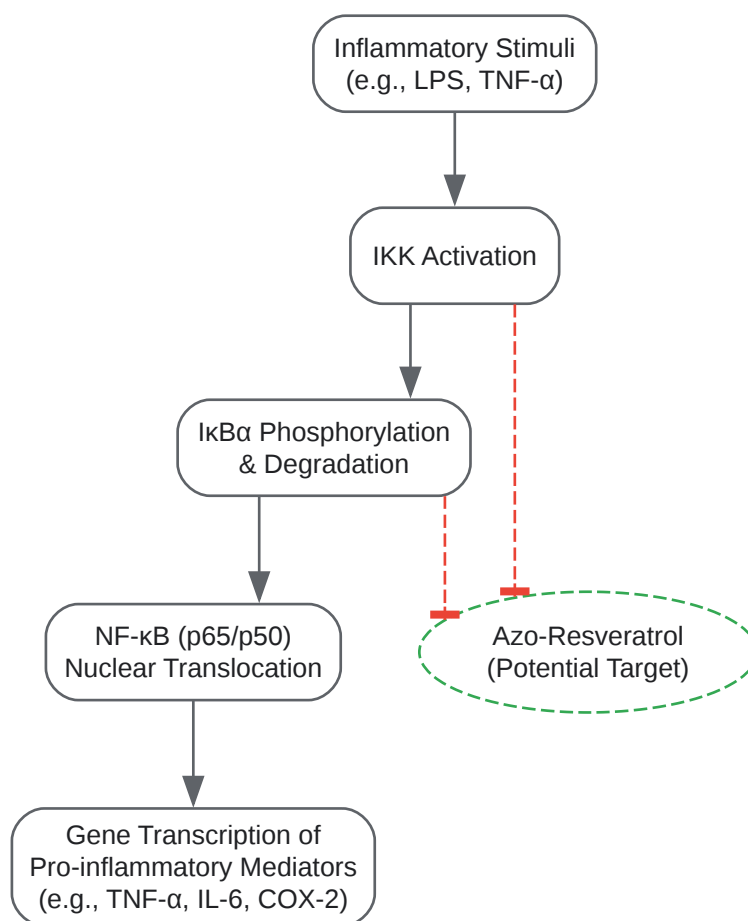 Inflammatory Stimuli
(e.g., LPS, TNF-α)
IKK Activation
IκBα Phosphorylation
& Degradation
NF-κB (p65/p50)
Nuclear Translocation
Azo-Resveratrol
(Potential Target)
Gene Transcription of
Pro-inflammatory Mediators
(e.g., TNF-α, IL-6, COX-2)